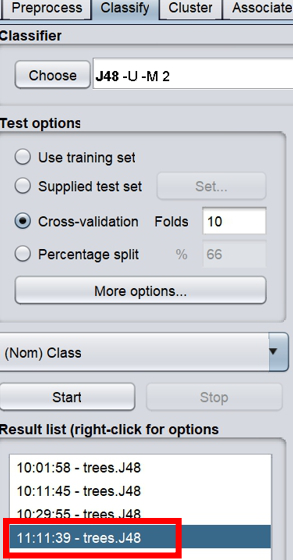 Preprocess Classify Cluster Associate
Classifier
Choose J48 -U -M 2
Test options
Use training set
Supplied test set Set...
Cross-validation Folds 10
Percentage split % 66
More options...
(Nom) Class
Start Stop
Result list (right-click for options
10:01:58 - trees.J48
10:11:45 - trees.J48
10:29:55 - trees.J48
11:11:39 - trees.J48